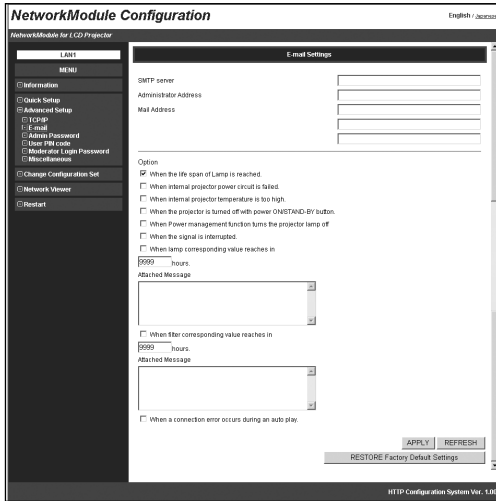 NetworkModule Configuration
English / Japanese
NetworkModule for LCD Projector
LAN1
MENU
Information
Quick Setup
Advanced Setup
TCP/IP
E-mail
Admin Password
User PIN code
Moderator Login Password
Miscellaneous
Change Configuration Set
Network Viewer
Restart
E-mail Settings
SMTP server
Administrator Address
Mail Address
Option
When the life span of Lamp is reached.
When internal projector power circuit is failed.
When internal projector temperature is too high.
When the projector is turned off with power ON/STAND-BY button.
When Power management function turns the projector lamp off
When the signal is interrupted.
When lamp corresponding value reaches in
9999 hours.
Attached Message
When filter corresponding value reaches in
9999 hours.
Attached Message
When a connection error occurs during an auto play.
APPLY REFRESH
RESTORE Factory Default Settings
HTTP Configuration System Ver. 1.00